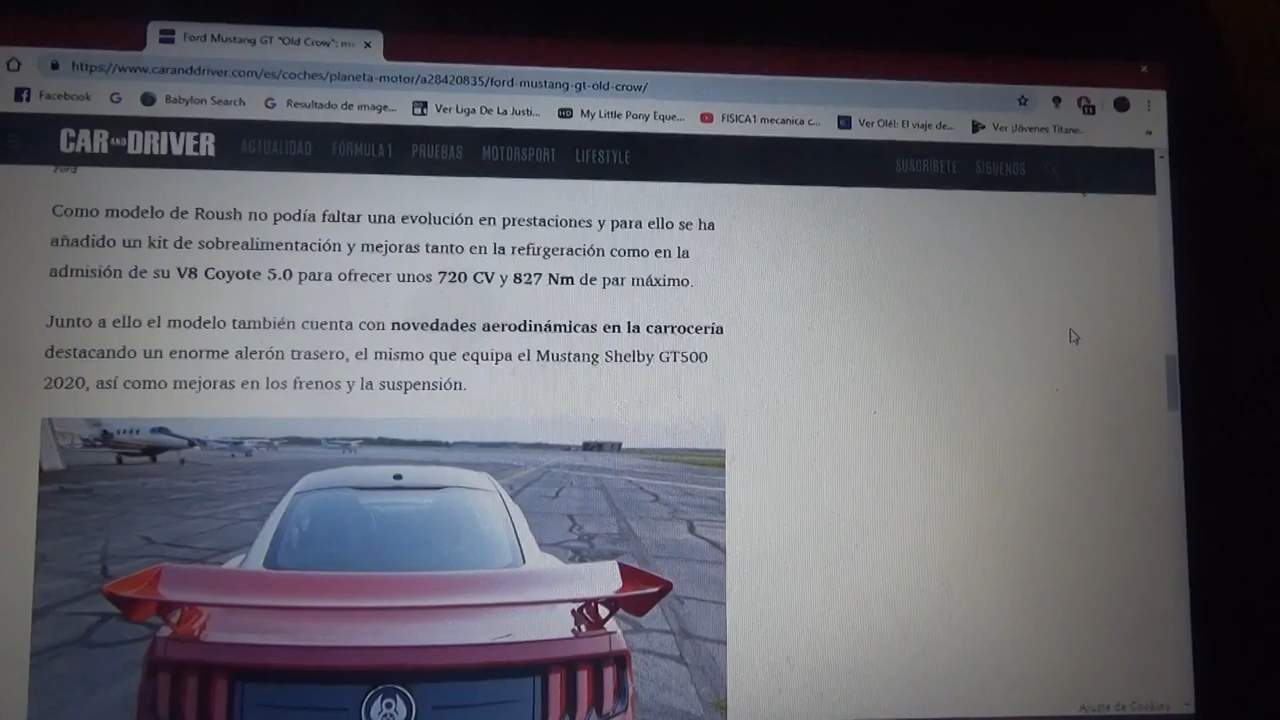 Ford Mustang GT "Old Crow": m
https://www.caranddriver.com/es/coches/planeta-motor/a28420835/ford-mustang-gt-old-crow/
Facebook
Babylon Search
Resultado de image...
Ver Liga De La Justi...
My Little Pony Eque...
FISICA1 mecanica c...
Ver Olé!: El viaje de...
Ver ¡Jóvenes Titane...
CAR AND DRIVER
ACTUALIDAD FÓRMULA 1 PRUEBAS MOTORSPORT LIFESTYLE
SUSCRÍBETE SÍGUENOS
Ford
Como modelo de Roush no podía faltar una evolución en prestaciones y para ello se ha
añadido un kit de sobrealimentación y mejoras tanto en la refirgeración como en la
admisión de su V8 Coyote 5.0 para ofrecer unos 720 CV y 827 Nm de par máximo.
Junto a ello el modelo también cuenta con novedades aerodinámicas en la carrocería
destacando un enorme alerón trasero, el mismo que equipa el Mustang Shelby GT500
2020, así como mejoras en los frenos y la suspensión.
Ajuste de Cookies